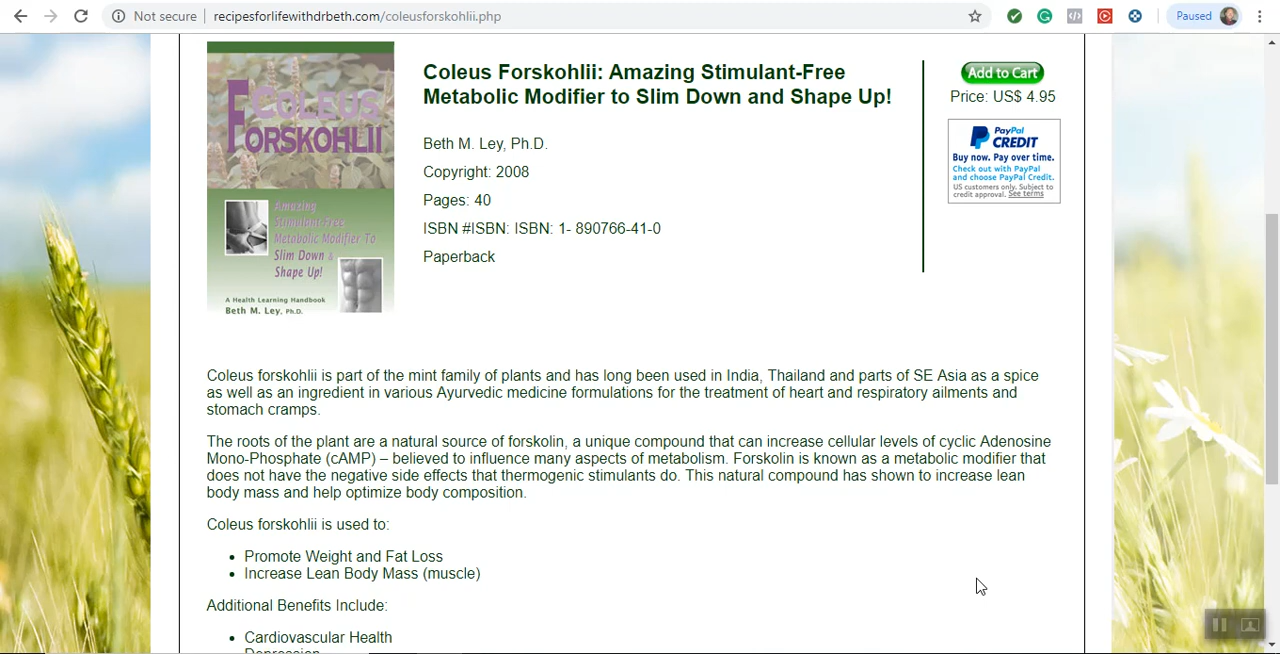 Not secure
recipesforlifewithdrbeth.com/coleusforskohlii.php
Paused
COLEUS
FORSKOHLII
Amazing
Stimulant-Free
Metabolic Modifier To
Slim Down &
Shape Up!
A Health Learning Handbook
Beth M. Ley, Ph.D.
Coleus Forskohlii: Amazing Stimulant-Free
Metabolic Modifier to Slim Down and Shape Up!
Beth M. Ley, Ph.D.
Copyright: 2008
Pages: 40
ISBN #ISBN: ISBN: 1- 890766-41-0
Paperback
Add to Cart
Price: US$ 4.95
PayPal
CREDIT
Buy now. Pay over time.
Check out with PayPal
and choose PayPal Credit.
US customers only. Subject to
credit approval. See terms
Coleus forskohlii is part of the mint family of plants and has long been used in India, Thailand and parts of SE Asia as a spice
as well as an ingredient in various Ayurvedic medicine formulations for the treatment of heart and respiratory ailments and
stomach cramps.
The roots of the plant are a natural source of forskolin, a unique compound that can increase cellular levels of cyclic Adenosine
Mono-Phosphate (cAMP) – believed to influence many aspects of metabolism. Forskolin is known as a metabolic modifier that
does not have the negative side effects that thermogenic stimulants do. This natural compound has shown to increase lean
body mass and help optimize body composition.
Coleus forskohlii is used to:
• Promote Weight and Fat Loss
• Increase Lean Body Mass (muscle)
Additional Benefits Include:
• Cardiovascular Health